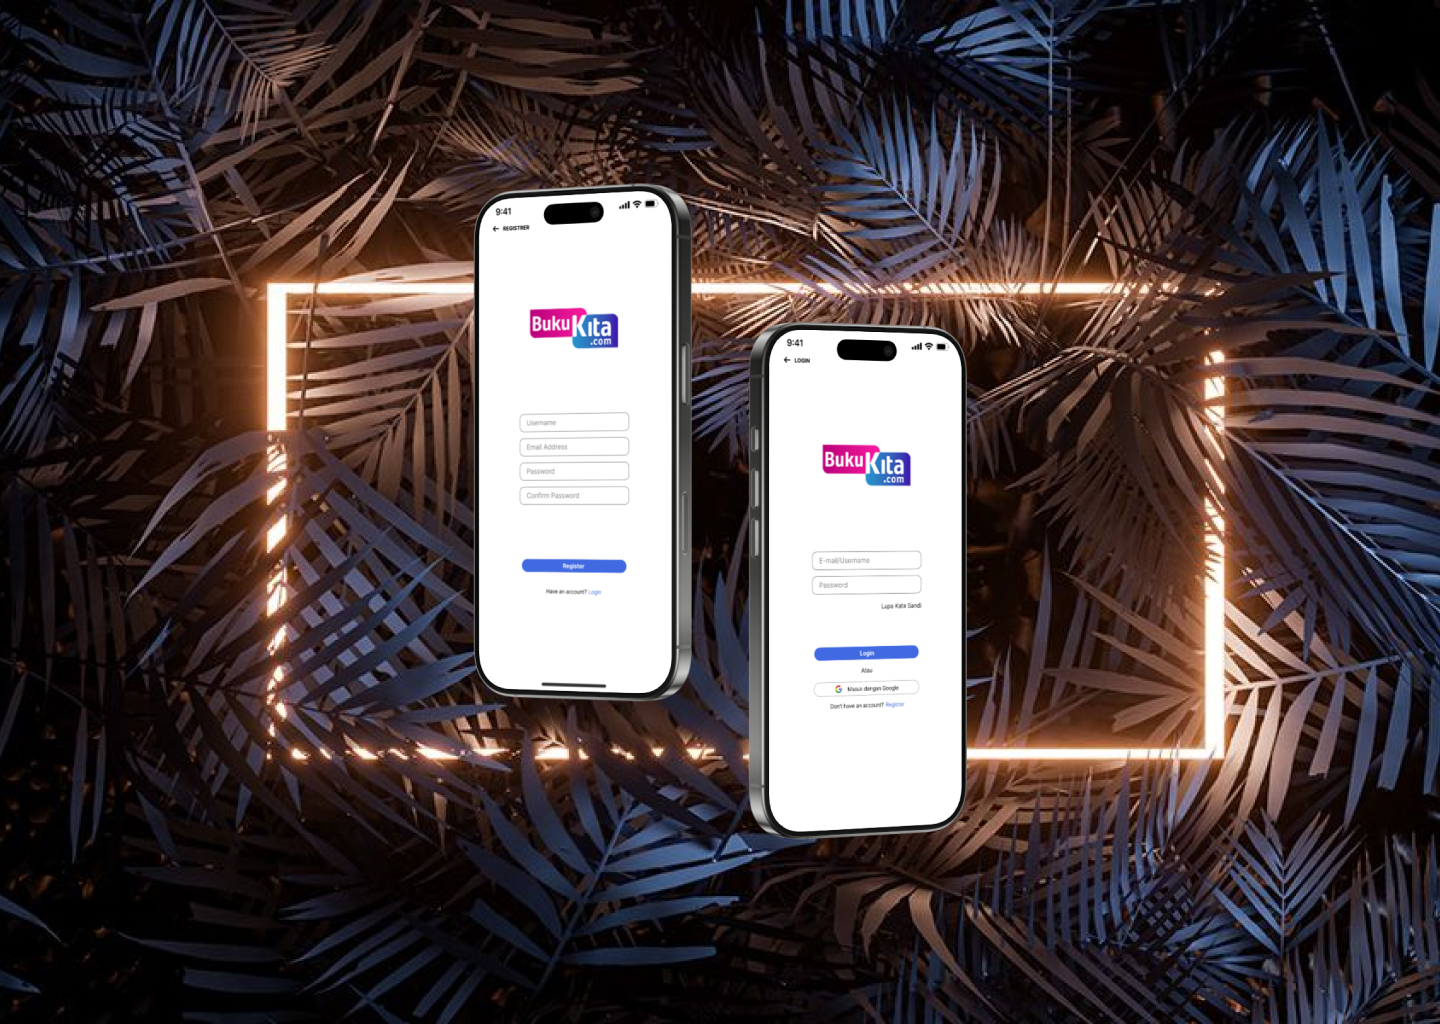 9:41
REGISTRER
BukuKita
.com
Username
Email Address
Password
Confirm Password
Register
Have an account? Login
9:41
LOGIN
BukuKita
.com
E-mail/Username
Password
Lupa Kata Sandi
Login
Atau
Masuk dengan Google
Don't have an account? Register